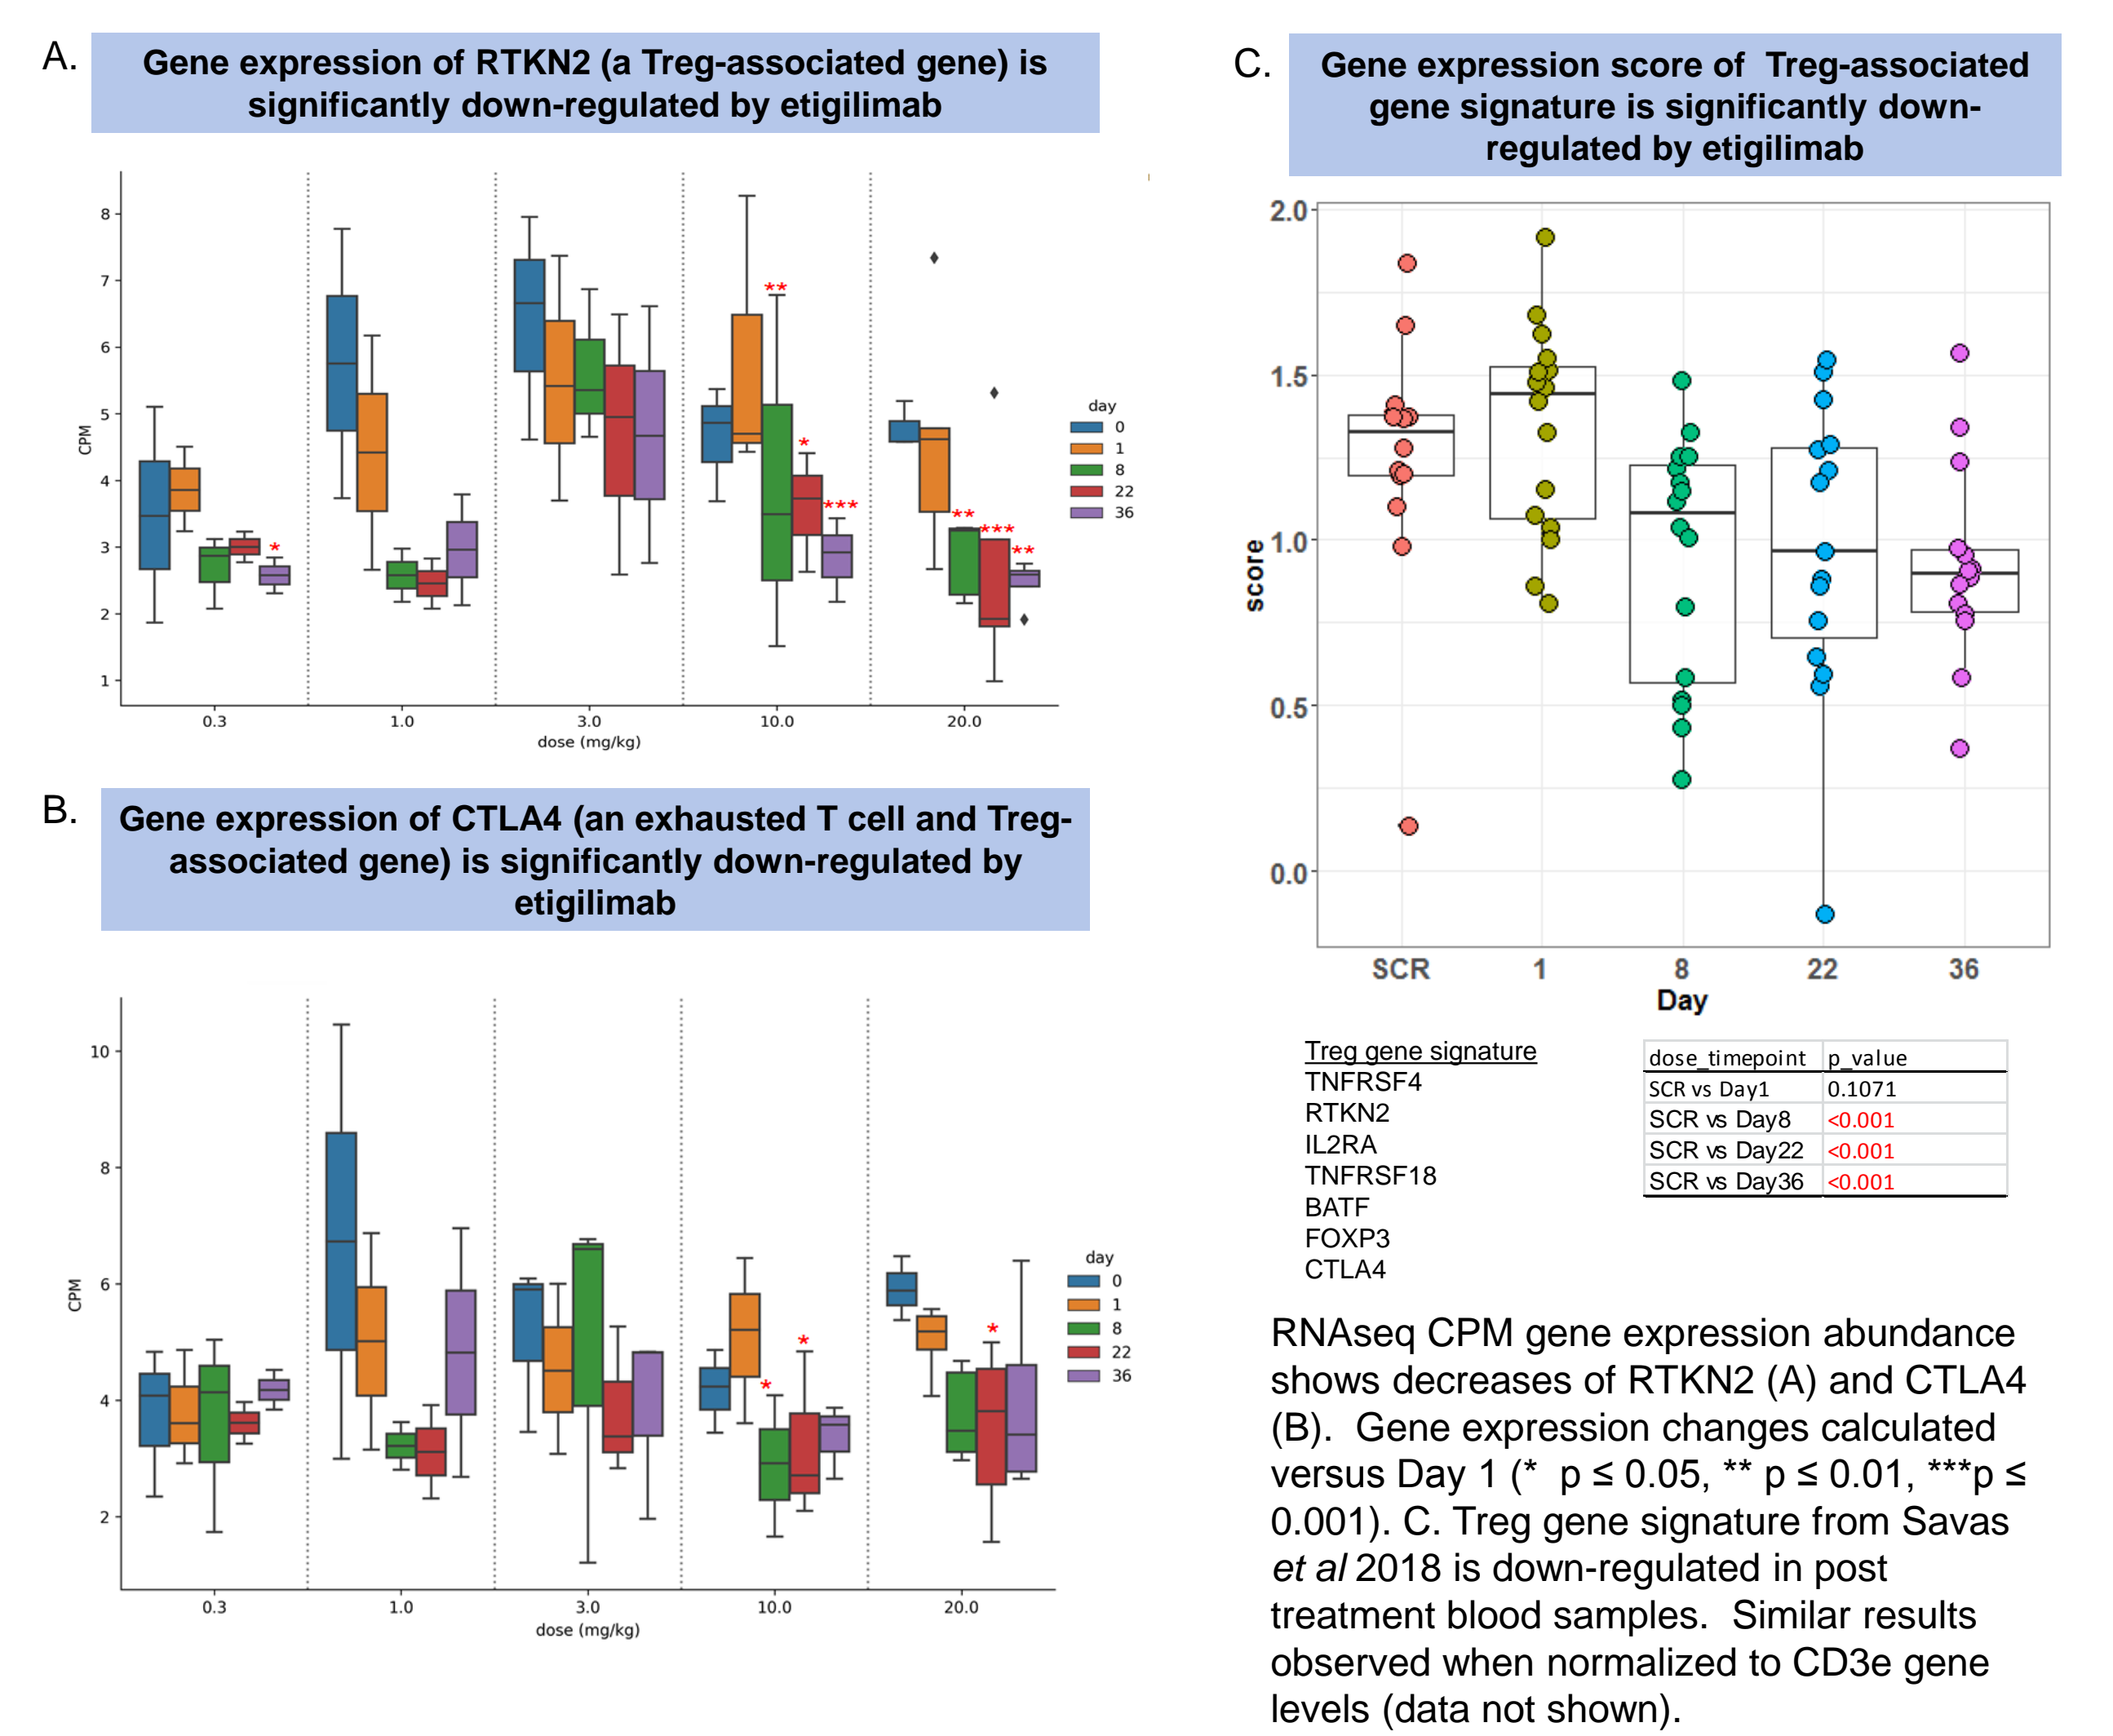 A.
Gene expression of RTKN2 (a Treg-associated gene) is
significantly down-regulated by etigilimab
CPM
8
7
6
5
4
3
2
1
*
**
*
***
**
***
**
0.3
1.0
3.0
10.0
20.0
dose (mg/kg)
day
0
1
8
22
36
B.
Gene expression of CTLA4 (an exhausted T cell and Treg-
associated gene) is significantly down-regulated by
etigilimab
CPM
10
8
6
4
2
*
*
*
0.3
1.0
3.0
10.0
20.0
dose (mg/kg)
day
0
1
8
22
36
C.
Gene expression score of Treg-associated
gene signature is significantly down-
regulated by etigilimab
score
2.0
1.5
1.0
0.5
0.0
SCR
1
8
22
36
Day
Treg gene signature
TNFRSF4
RTKN2
IL2RA
TNFRSF18
BATF
FOXP3
CTLA4
dose_timepoint p_value
SCR vs Day1 0.1071
SCR vs Day8 <0.001
SCR vs Day22 <0.001
SCR vs Day36 <0.001
RNAseq CPM gene expression abundance
shows decreases of RTKN2 (A) and CTLA4
(B). Gene expression changes calculated
versus Day 1 (* p ≤ 0.05, ** p ≤ 0.01, ***p ≤
0.001). C. Treg gene signature from Savas
et al 2018 is down-regulated in post
treatment blood samples. Similar results
observed when normalized to CD3e gene
levels (data not shown).